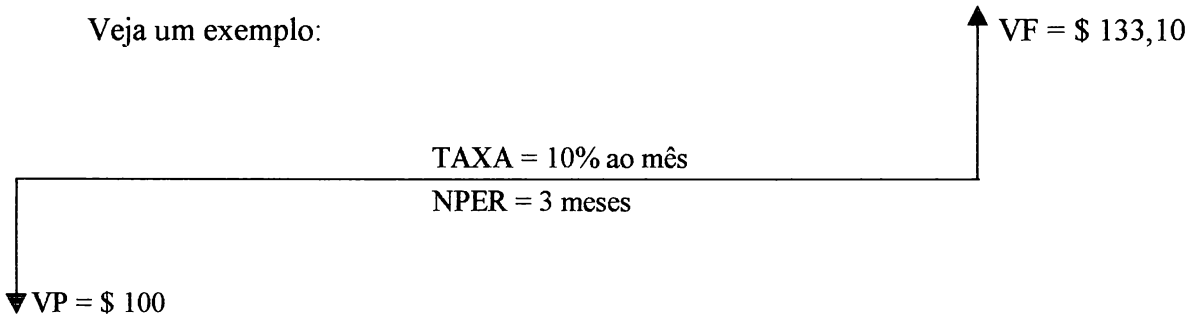 Veja um exemplo:
VF = $ 133,10
TAXA = 10% ao mês
NPER = 3 meses
VP = $ 100